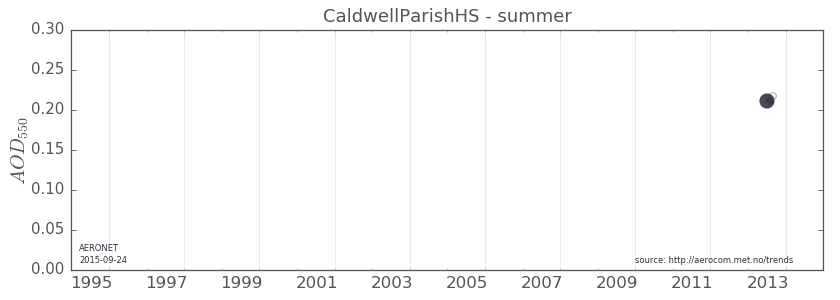 CaldwellParishHS - summer
0.30
0.25
0.20
0.15
0.10
0.05
0.00
AOD550
AERONET
2015-09-24
source: http://aerocom.met.no/trends
1995 1997 1999 2001 2003 2005 2007 2009 2011 2013